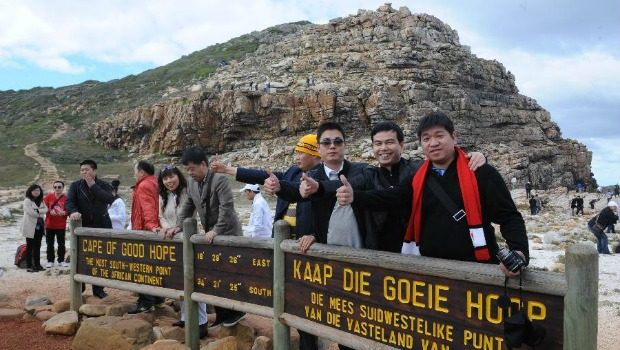 CAPE OF GOOD HOPE
THE MOST SOUTH-WESTERN POINT
OF THE AFRICAN CONTINENT
18° 28' 26" EAST
34° 21' 25" SOUTH
KAAP DIE GOEIE HOOP
DIE MEES SUIDWESTELIKE PUNT
VAN DIE VASTELAND VAN